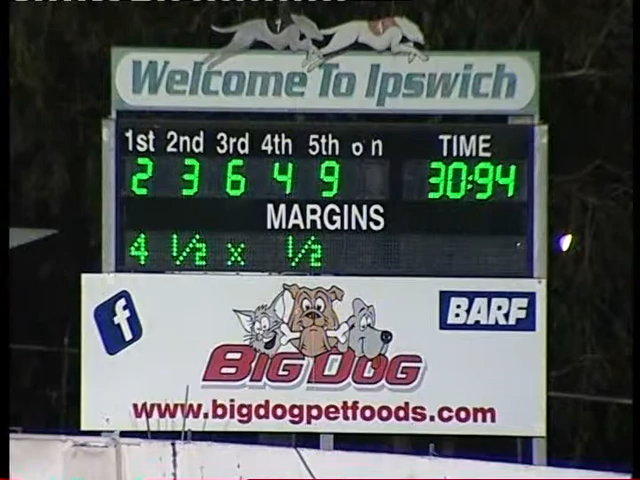 Welcome To Ipswich
1st 2nd 3rd 4th 5th on TIME
2 3 6 4 9 30:94
MARGINS
4 ½ x ½
f
BARF
BIG DOG
www.bigdogpetfoods.com